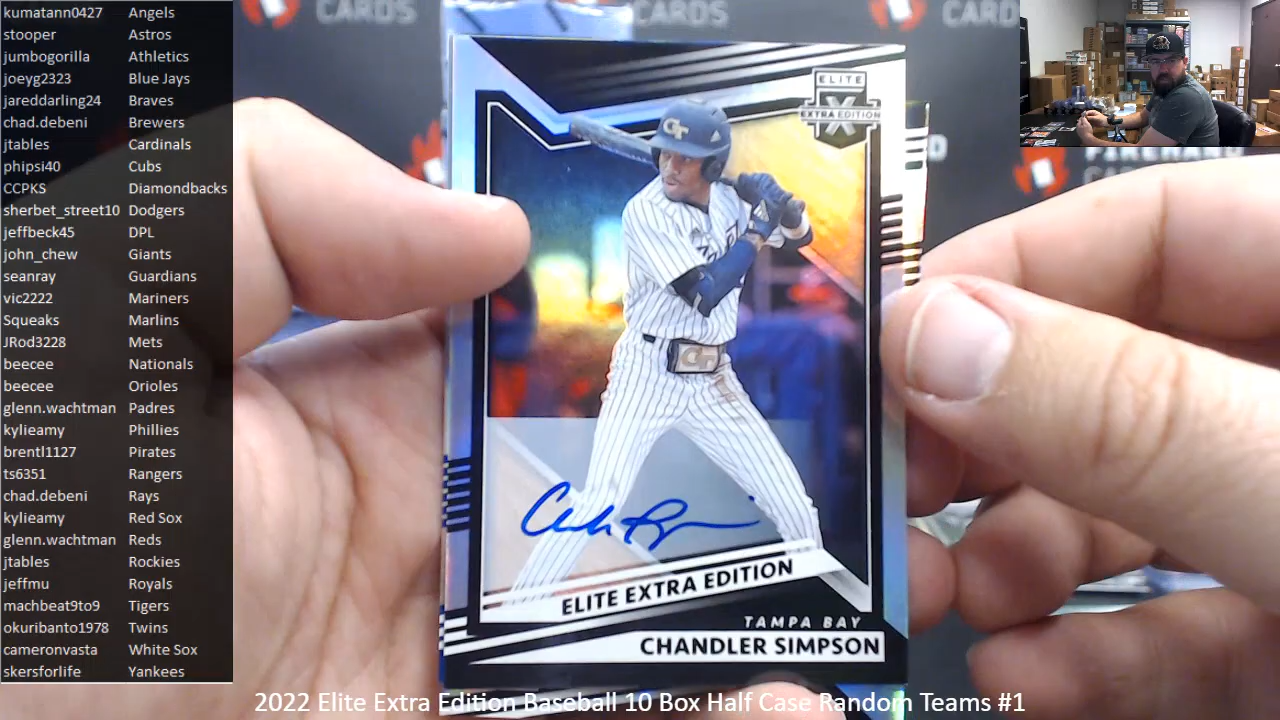 kumatann0427 Angels
stooper Astros
jumbogorilla Athletics
joeyg2323 Blue Jays
jareddarling24 Braves
chad.debeni Brewers
jtables Cardinals
phipsi40 Cubs
CCPKS Diamondbacks
sherbet_street10 Dodgers
jeffbeck45 DPL
john_chew Giants
seanray Guardians
vic2222 Mariners
Squeaks Marlins
JRod3228 Mets
beecee Nationals
beecee Orioles
glenn.wachtman Padres
kylieamy Phillies
brentl1127 Pirates
ts6351 Rangers
chad.debeni Rays
kylieamy Red Sox
glenn.wachtman Reds
jtables Rockies
jeffmu Royals
machbeat9to9 Tigers
okuribanto1978 Twins
cameronvasta White Sox
skersforlife Yankees
CARDS
CARDS
ELITE
EXTRA EDITION
X
GT
GT
ELITE EXTRA EDITION
TAMPA BAY
CHANDLER SIMPSON
2022 Elite Extra Edition Baseball 10 Box Half Case Random Teams #1